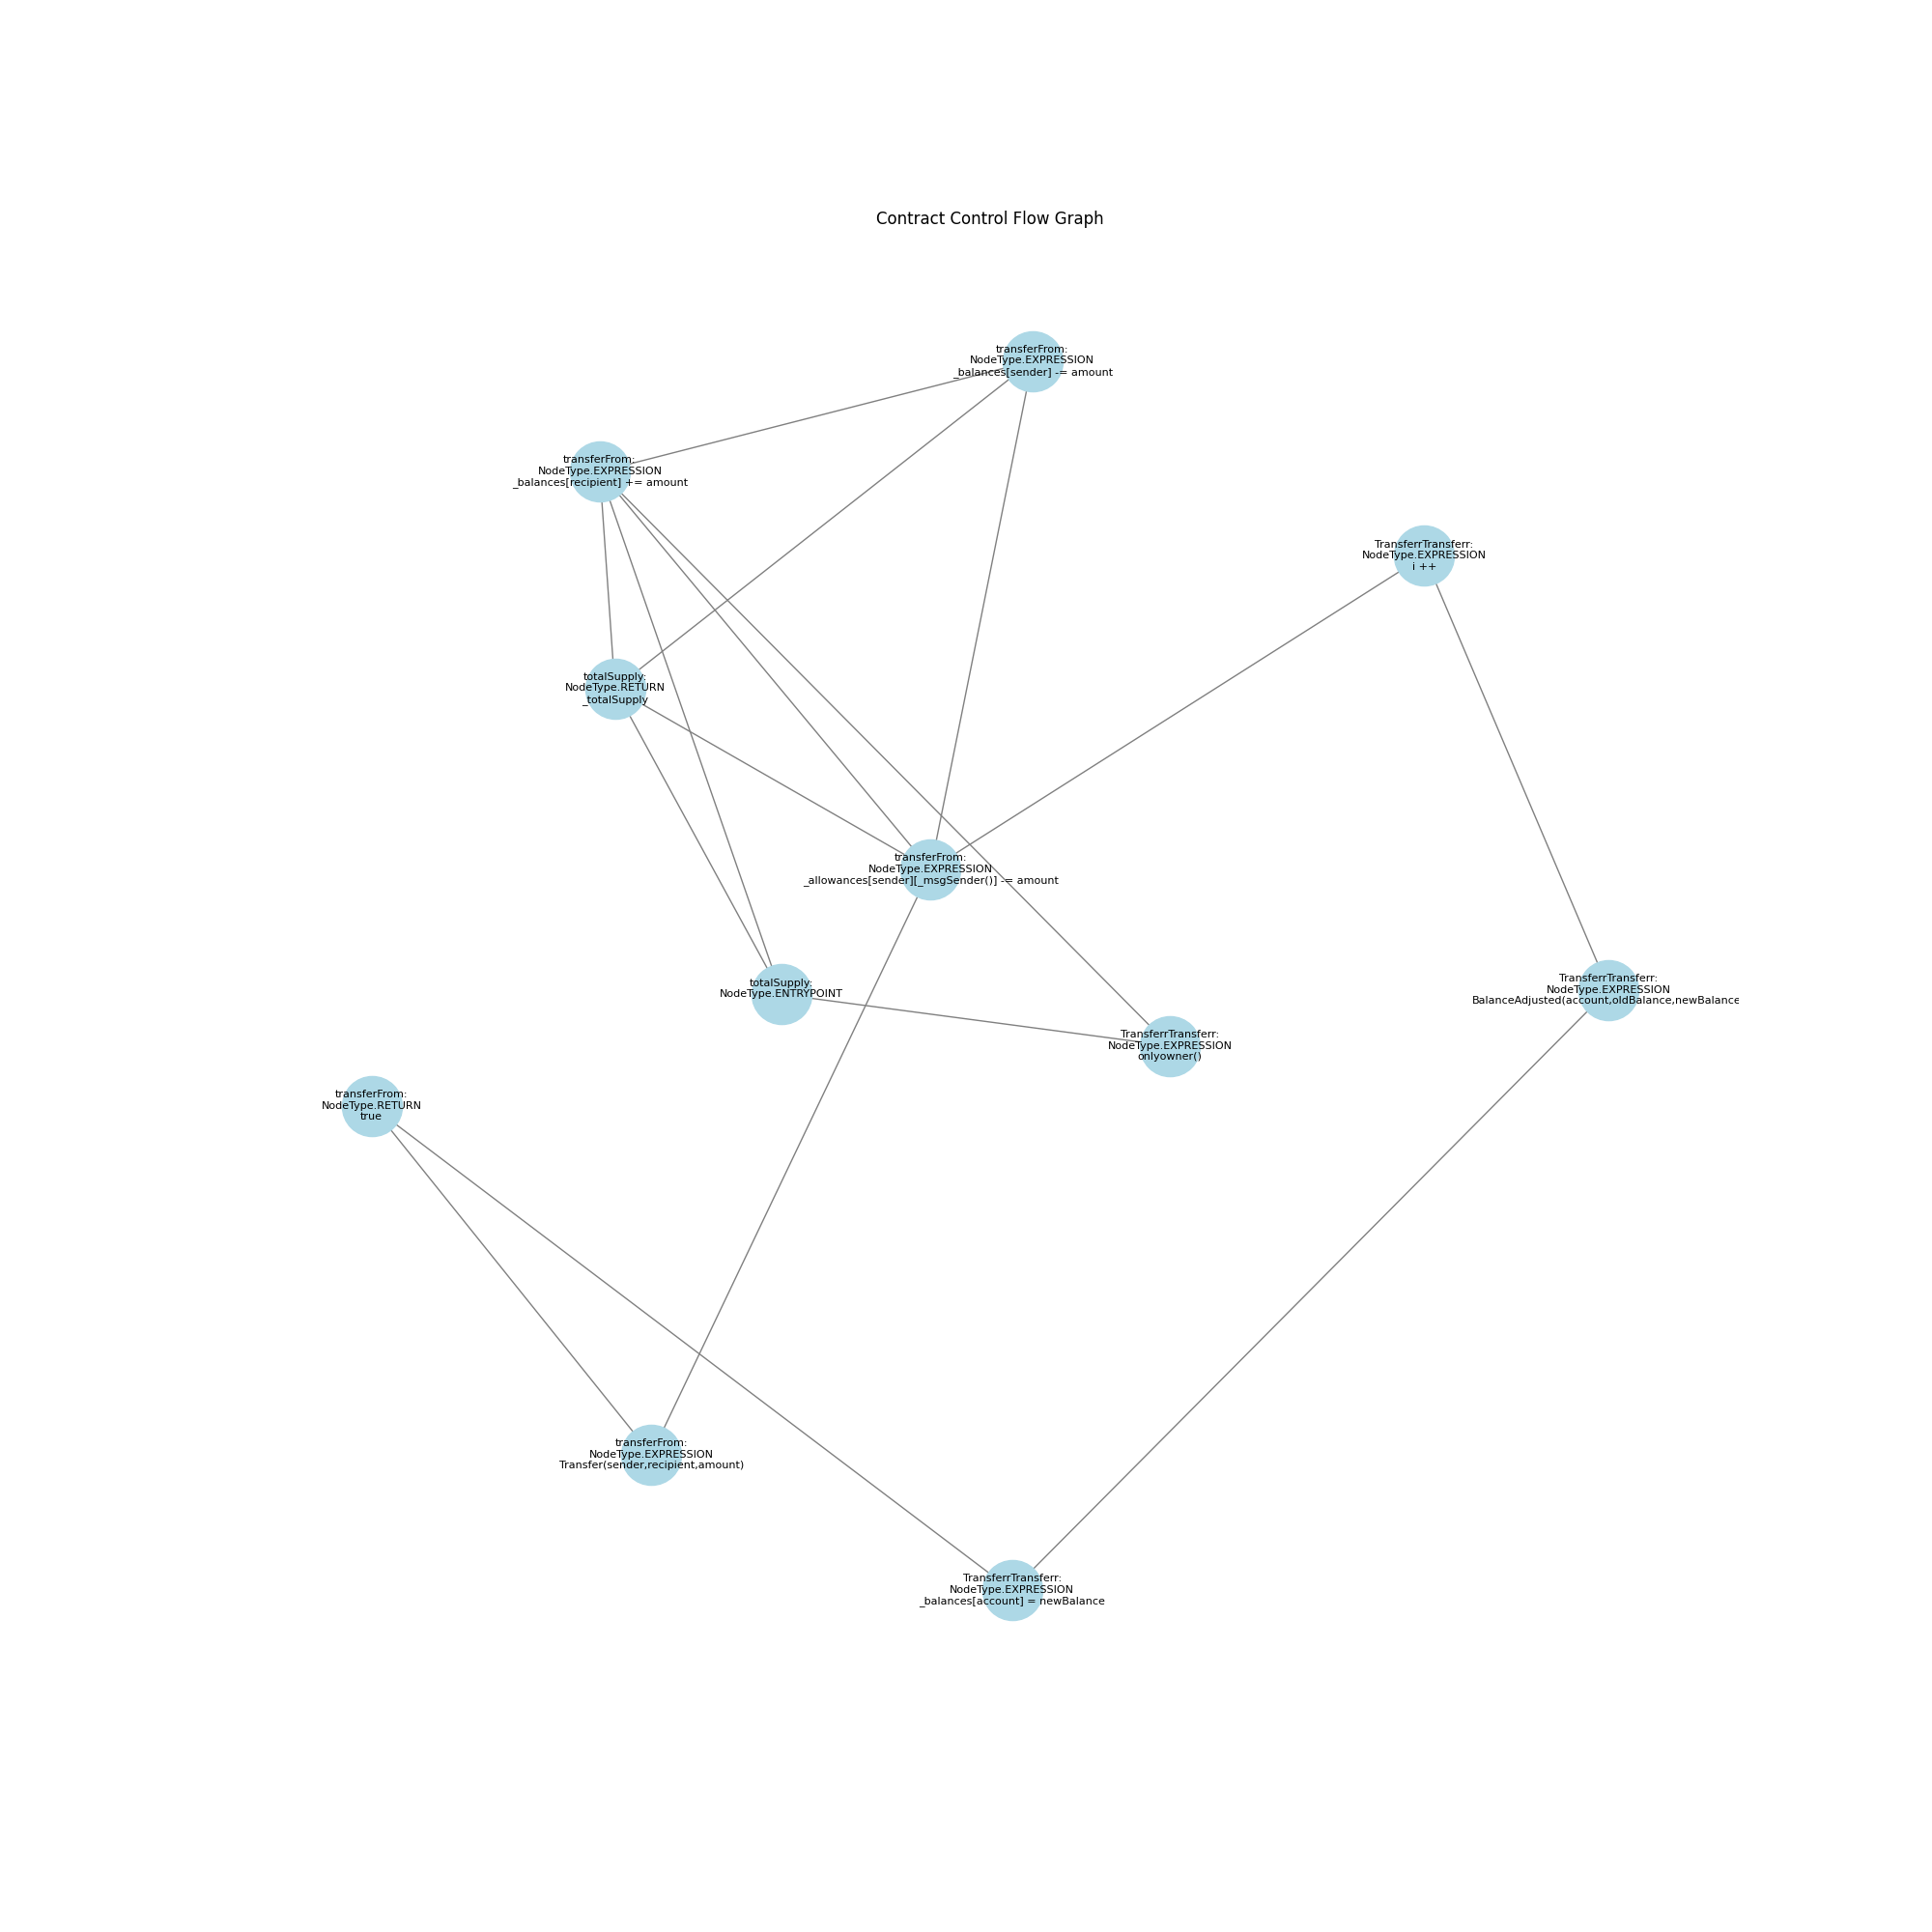 Contract Control Flow Graph
transferFrom:
NodeType.EXPRESSION
_balances[sender] -= amount
transferFrom:
NodeType.EXPRESSION
_balances[recipient] += amount
TransferrTransferr:
NodeType.EXPRESSION
i ++
totalSupply:
NodeType.RETURN
_totalSupply
transferFrom:
NodeType.EXPRESSION
_allowances[sender][_msgSender()] -= amount
totalSupply:
NodeType.ENTRYPOINT
TransferrTransferr:
NodeType.EXPRESSION
BalanceAdjusted(account,oldBalance,newBalance
TransferrTransferr:
NodeType.EXPRESSION
onlyowner()
transferFrom:
NodeType.RETURN
true
transferFrom:
NodeType.EXPRESSION
Transfer(sender,recipient,amount)
TransferrTransferr:
NodeType.EXPRESSION
_balances[account] = newBalance